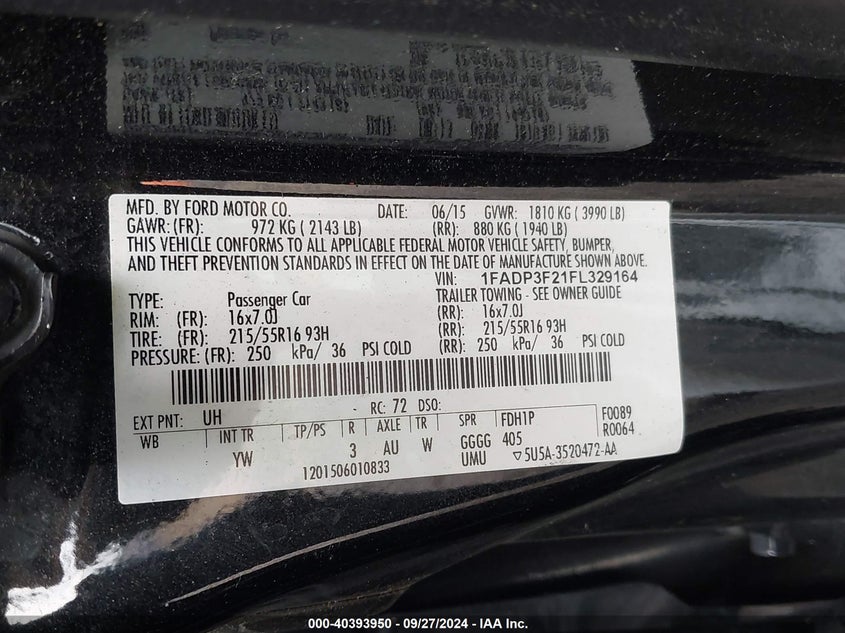 MFD. BY FORD MOTOR CO. DATE: 06/15 GVWR: 1810 KG ( 3990 LB)
GAWR: (FR) 972 KG ( 2143 LB) (RR): 880 KG ( 1940 LB)
THIS VEHICLE CONFORMS TO ALL APPLICABLE FEDERAL MOTOR VEHICLE SAFETY, BUMPER,
AND THEFT PREVENTION STANDARDS IN EFFECT ON THE DATE OF MANUFACTURE SHOWN ABOVE.
VIN: 1FADP3F21FL329164
TYPE: Passenger Car TRAILER TOWING - SEE OWNER GUIDE
RIM: (FR): 16x7.0J (RR): 16x7.0J
TIRE: (FR): 215/55R16 93H (RR): 215/55R16 93H
PRESSURE: (FR) 250 kPa/ 36 PSI COLD (RR): 250 kPa/ 36 PSI COLD
EXT PNT: UH RC: 72 DSO:
WB INT TR TP/PS R AXLE TR SPR FDH1P F0089
YW 3 AU W GGGG 405 R0064
UMU ▽5U5A-3520472-AA
1201506010833
000-40393950 - 09/27/2024 - IAA Inc.